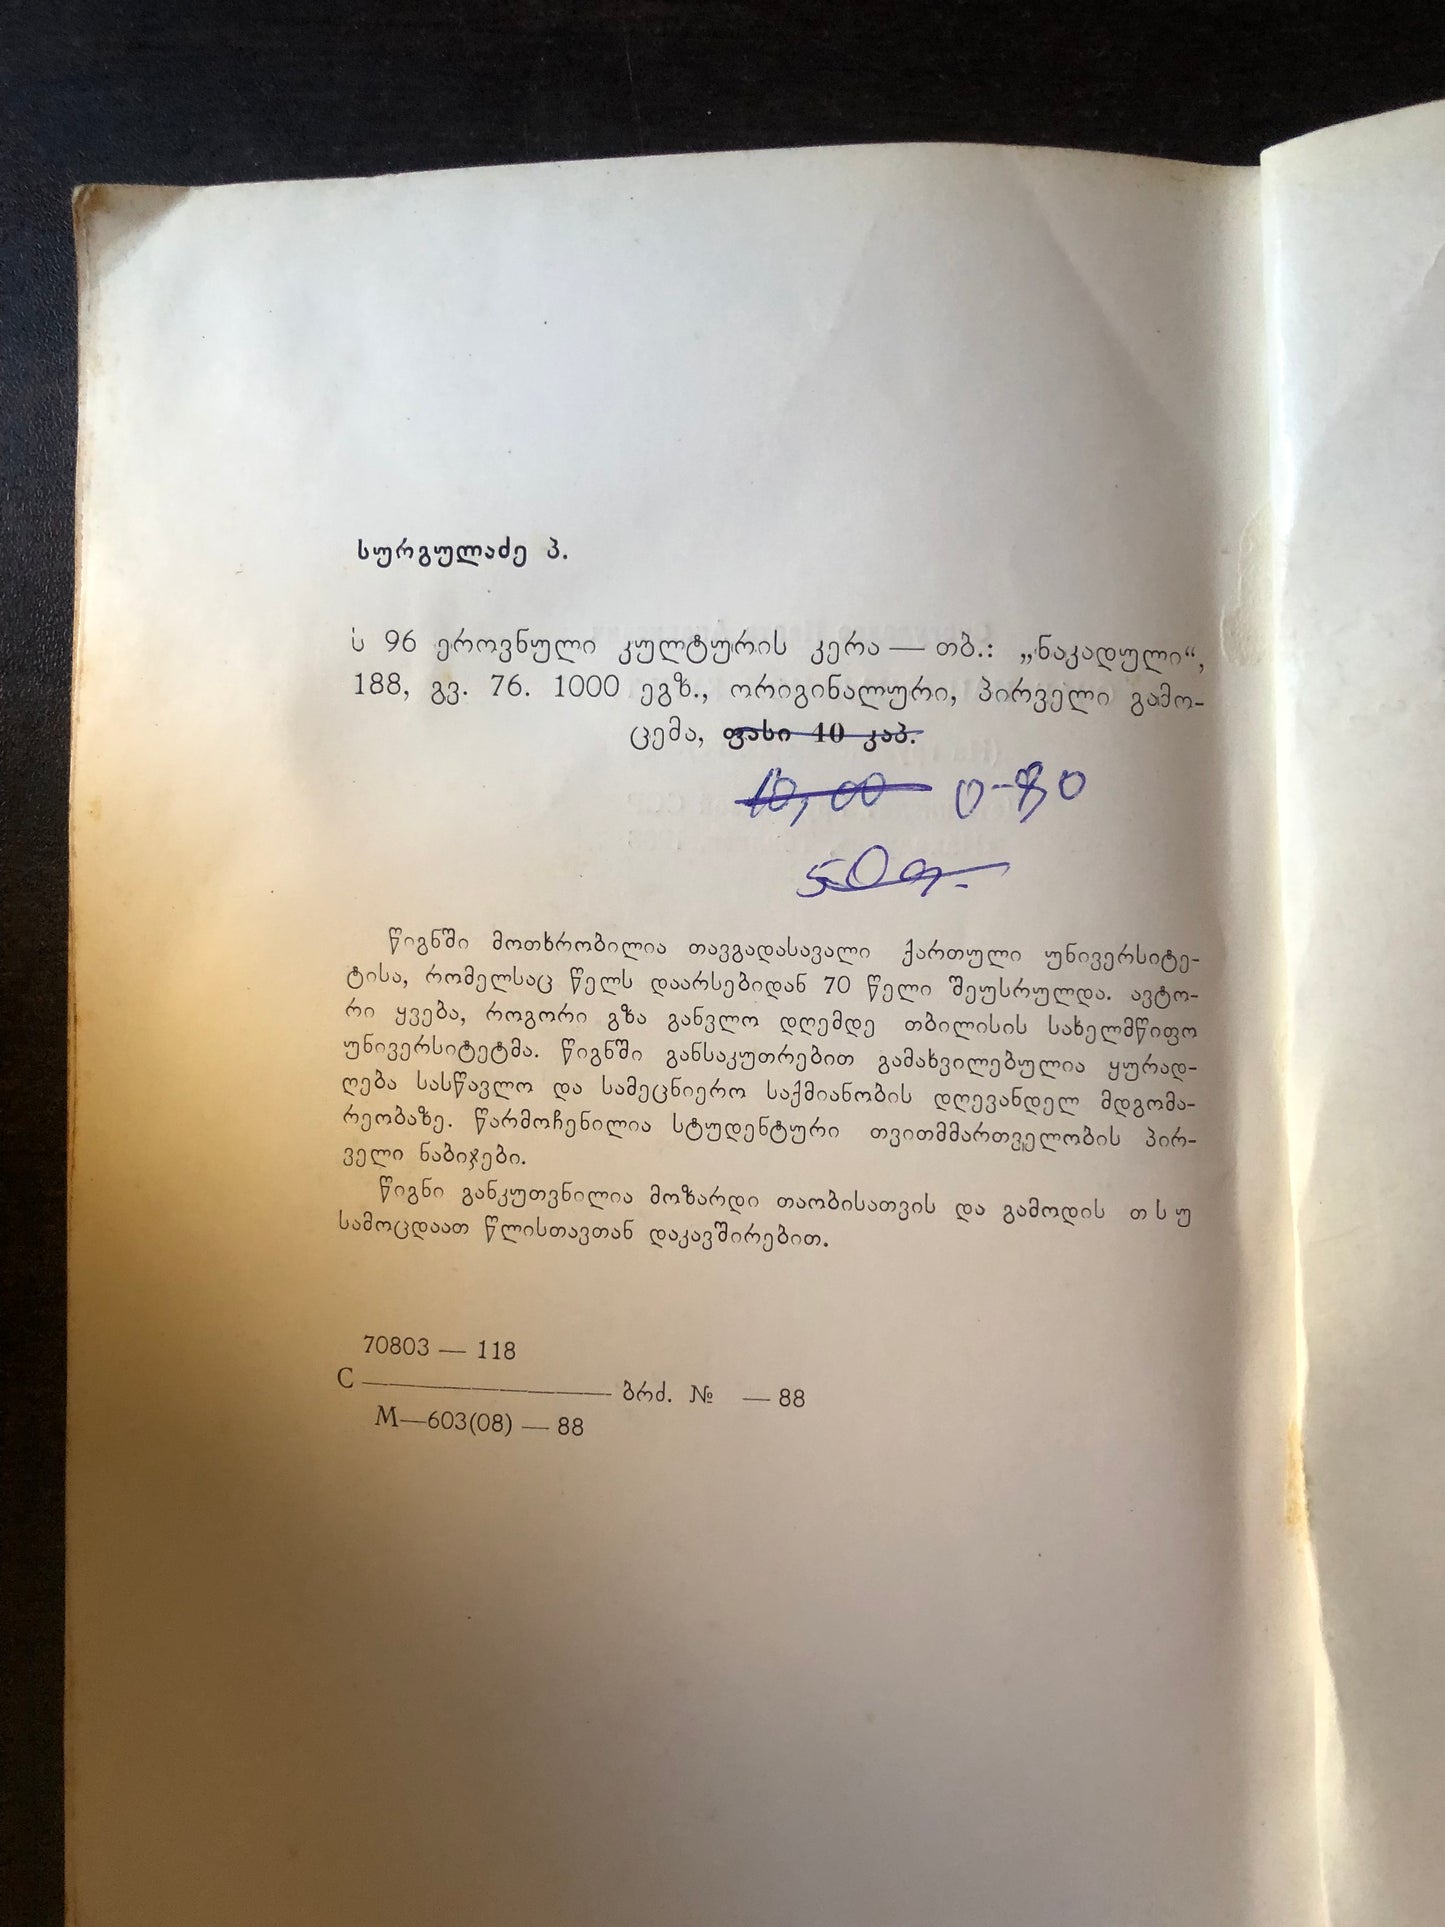 სურგულაძე პ.
ს 96 ეროვნული კულტურის კერა — თბ.: „ნაკადული“,
188, გვ. 76. 1000 ეგზ., ორიგინალური, პირველი გამო-
ცემა, ფასი 40 კაპ.
10,00 0-80
50
წიგნში მოთხრობილია თავგადასავალი ქართული უნივერსიტე-
ტისა, რომელსაც წელს დაარსებიდან 70 წელი შეუსრულდა. ავტო-
რი ყვება, როგორი გზა განვლო დღემდე თბილისის სახელმწიფო
უნივერსიტეტმა. წიგნში განსაკუთრებით გამახვილებულია ყურად-
ღება სასწავლო და სამეცნიერო საქმიანობის დღევანდელ მდგომა-
რეობაზე. წარმოჩენილია სტუდენტური თვითმმართველობის პირ-
ველი ნაბიჯები.
წიგნი განკუთვნილია მოზარდი თაობისათვის და გამოდის თ ს უ
სამოცდაათ წლისთავთან დაკავშირებით.
70803 — 118
С ——— ბრძ. № — 88
М—603(08) — 88